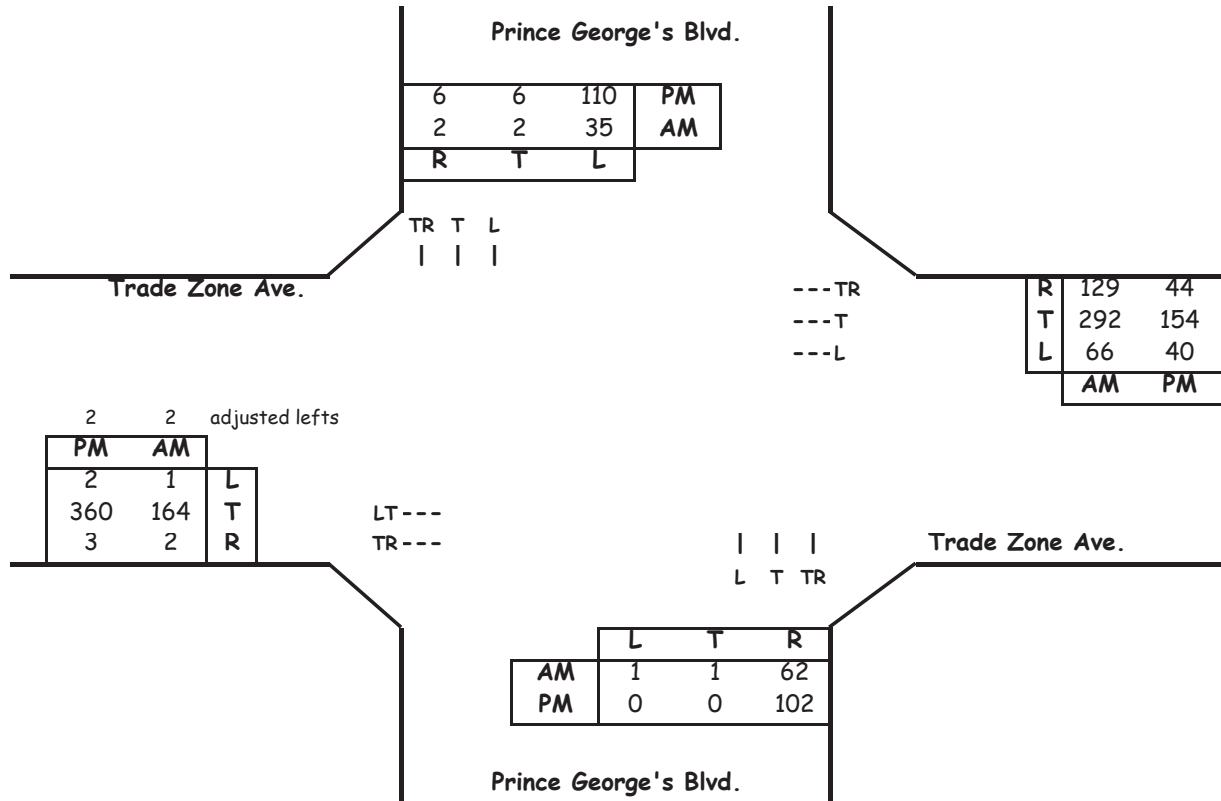 Prince George's Blvd.
6 6 110 PM
2 2 35 AM
R T L
TR T L
Trade Zone Ave.
---TR
---T
---L
R 129 44
T 292 154
L 66 40
AM PM
2 2 adjusted lefts
PM AM
2 1 L
360 164 T
3 2 R
LT---
TR---
L T TR
Trade Zone Ave.
L T R
AM 1 1 62
PM 0 0 102
Prince George's Blvd.